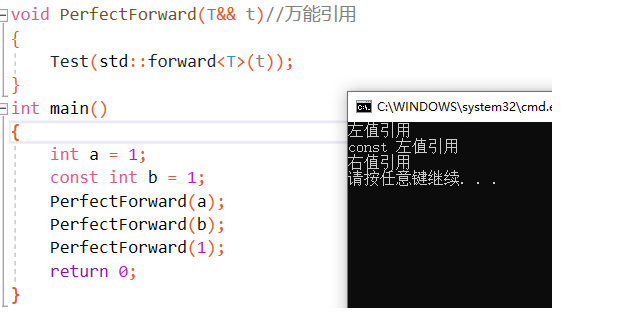 void PerfectForward(T&& t)//万能引用
{
Test(std::forward<T>(t));
}
int main()
{
int a = 1;
const int b = 1;
PerfectForward(a);
PerfectForward(b);
PerfectForward(1);
return 0;
}
C:\WINDOWS\system32\cmd.e
左值引用
const 左值引用
右值引用
请按任意键继续. . .